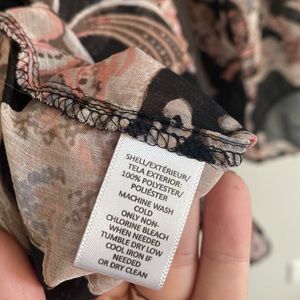 SHELL/EXTÉRIEUR/
TELA EXTERIOR:
100% POLYESTER/
POLIÉSTER
MACHINE WASH
COLD
ONLY NON-
CHLORINE BLEACH
WHEN NEEDED
TUMBLE DRY LOW
COOL IRON IF
NEEDED
OR DRY CLEAN